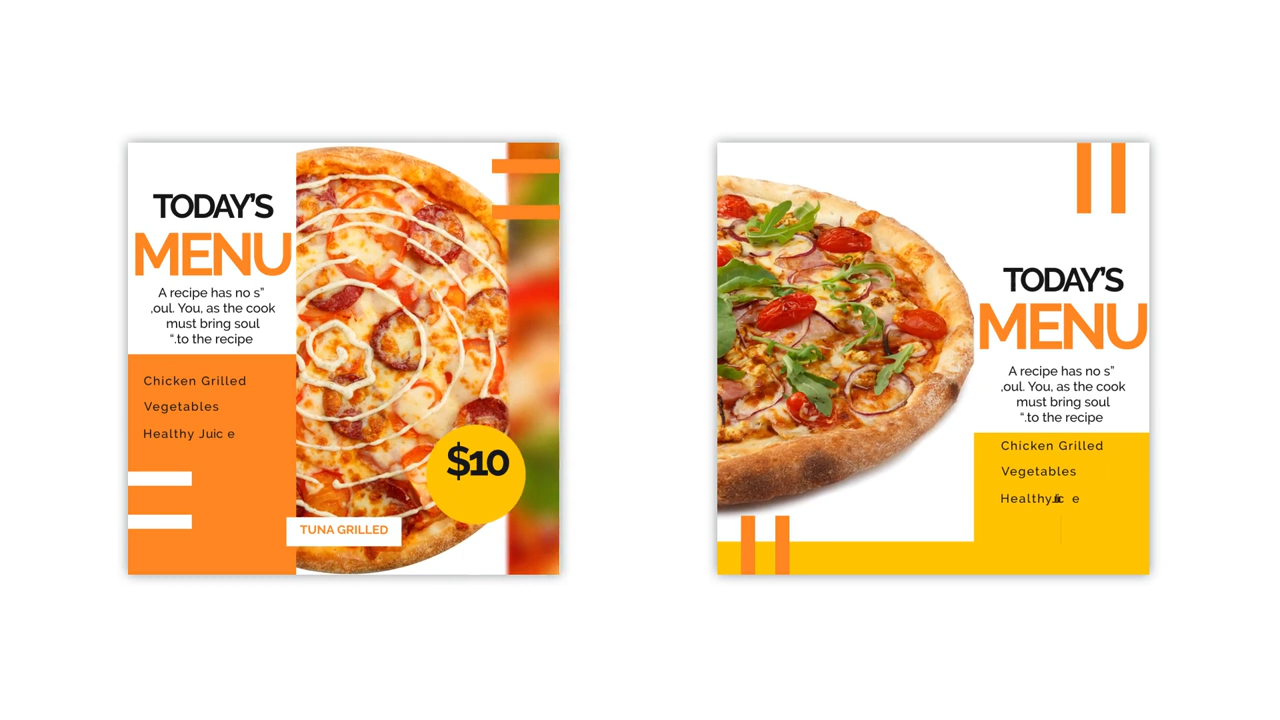 TODAY'S
MENU
A recipe has no s"
,oul. You, as the cook
must bring soul
".to the recipe
Chicken Grilled
Vegetables
Healthy Juic e
$10
TUNA GRILLED
TODAY'S
MENU
A recipe has no s"
,oul. You, as the cook
must bring soul
".to the recipe
Chicken Grilled
Vegetables
Healthy